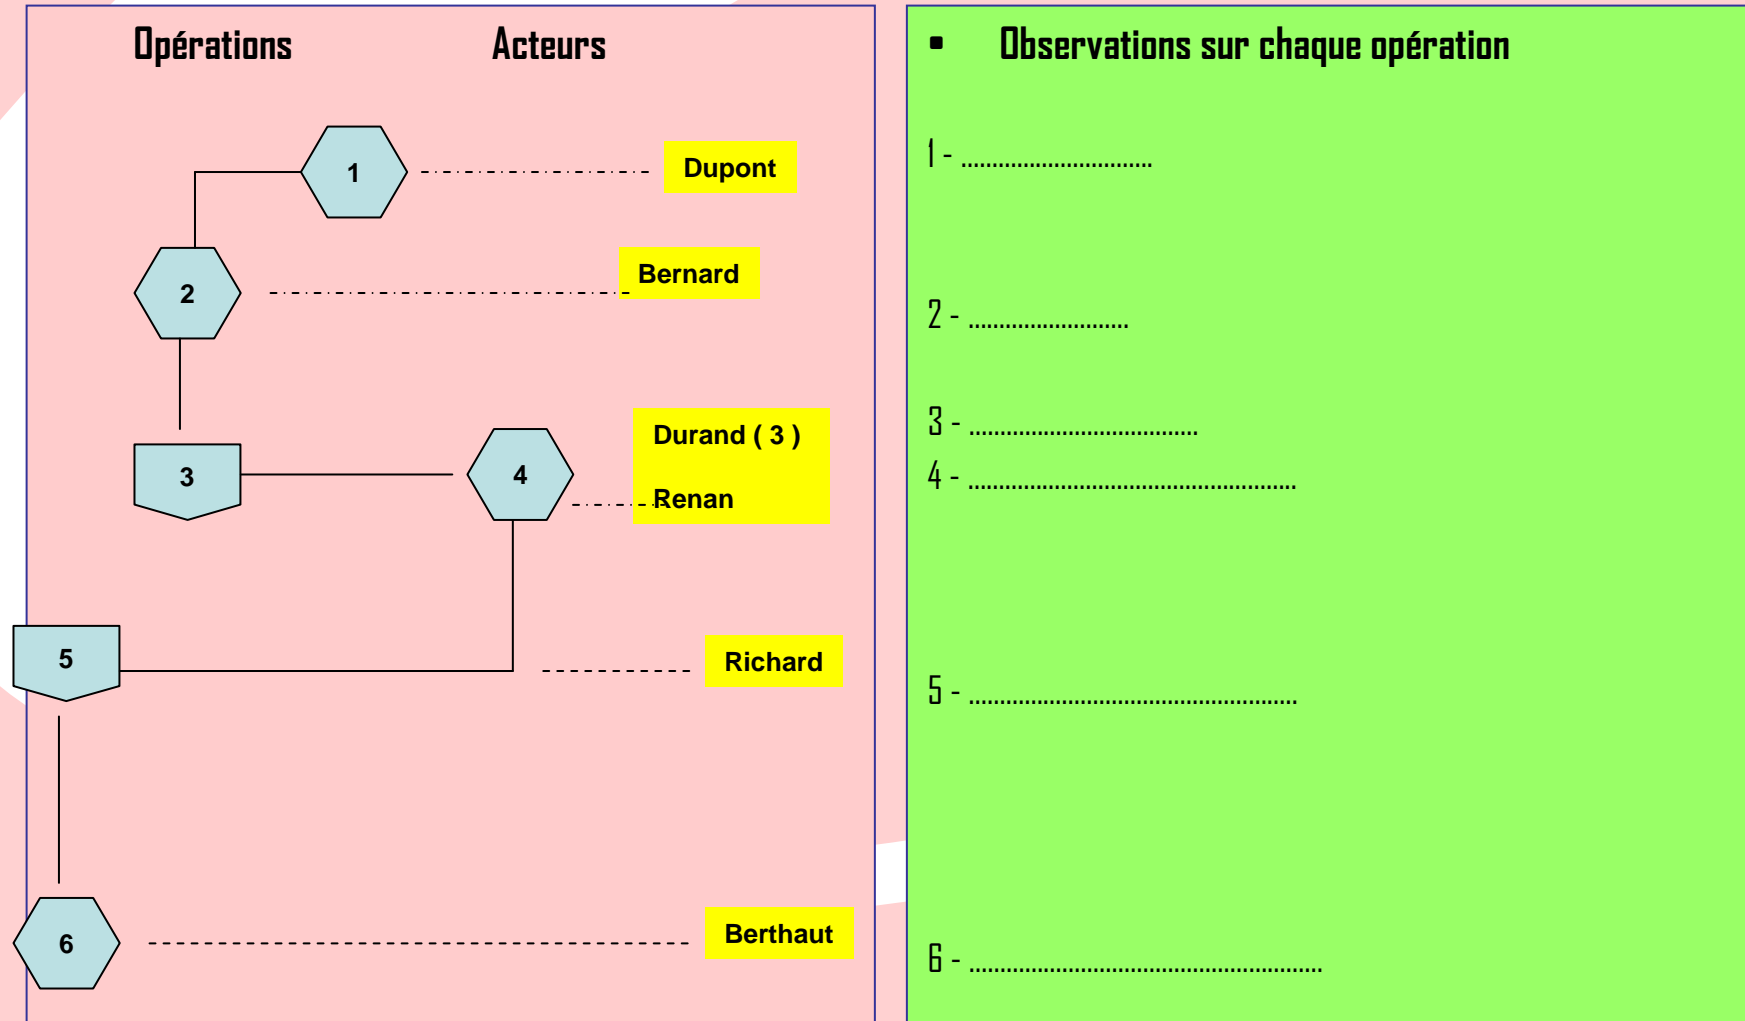 Opérations Acteurs
1
Dupont
2
Bernard
3
4
Durand ( 3 )
Renan
5
Richard
6
Berthaut
▪ Observations sur chaque opération
1 - ...............................
2 - ..........................
3 - .....................................
4 - .....................................................
5 - .....................................................
6 - .........................................................